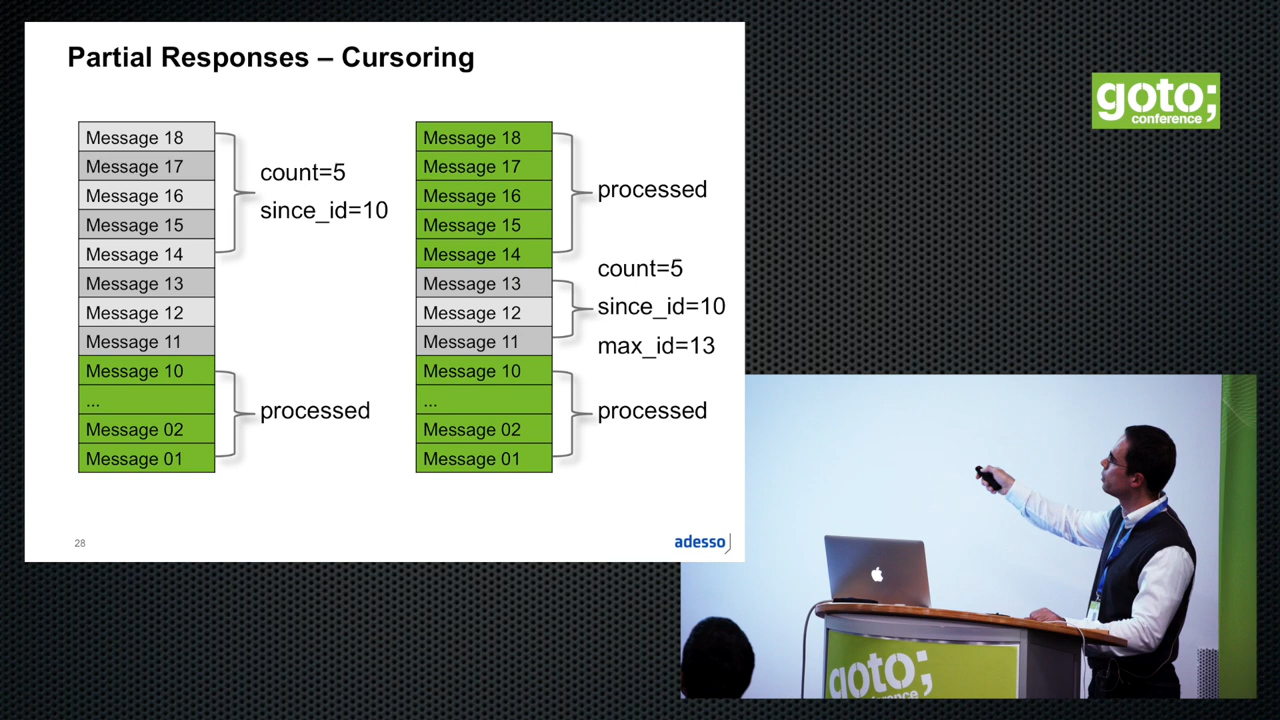 Partial Responses – Cursoring
Message 18
Message 17
Message 16
Message 15
Message 14
Message 13
Message 12
Message 11
Message 10
...
Message 02
Message 01
count=5
since_id=10
processed
Message 18
Message 17
Message 16
Message 15
Message 14
Message 13
Message 12
Message 11
Message 10
...
Message 02
Message 01
processed
count=5
since_id=10
max_id=13
processed
28
adesso
goto;
conference
goto;
conference